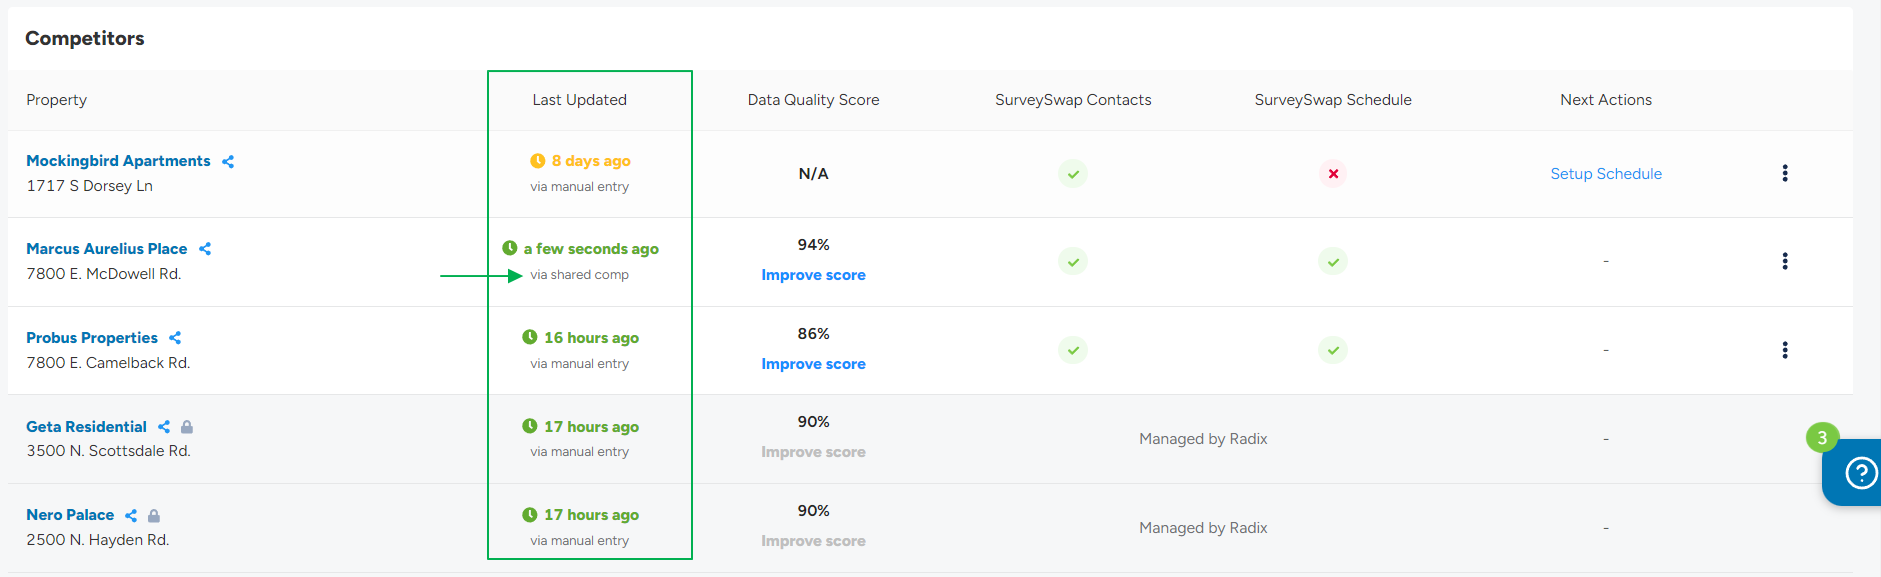 Competitors
Property Last Updated Data Quality Score SurveySwap Contacts SurveySwap Schedule Next Actions
Mockingbird Apartments 8 days ago N/A Setup Schedule
1717 S Dorsey Ln via manual entry
Marcus Aurelius Place a few seconds ago 94% -
7800 E. McDowell Rd. via shared comp Improve score
Probus Properties 16 hours ago 86% -
7800 E. Camelback Rd. via manual entry Improve score
Geta Residential 17 hours ago 90% Managed by Radix -
3500 N. Scottsdale Rd. via manual entry Improve score
3
?
Nero Palace 17 hours ago 90% Managed by Radix -
2500 N. Hayden Rd. via manual entry Improve score